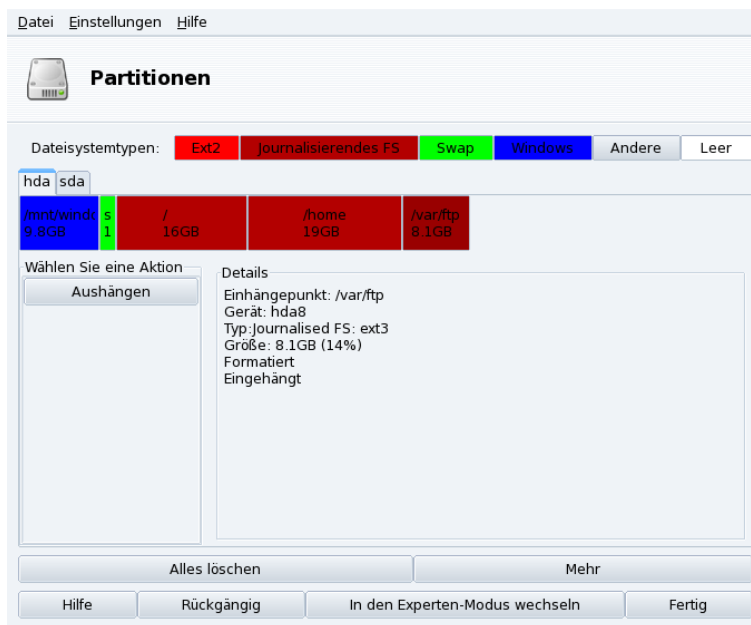 Datei Einstellungen Hilfe
Partitionen
Dateisystemtypen: Ext2 Journalisierendes FS Swap Windows Andere Leer
hda sda
/mnt/windo s / /home /var/ftp
9.8GB 1 16GB 19GB 8.1GB
Wählen Sie eine Aktion
Aushängen
Details
Einhängepunkt: /var/ftp
Gerät: hda8
Typ:Journalised FS: ext3
Größe: 8.1GB (14%)
Formatiert
Eingehängt
Alles löschen Mehr
Hilfe Rückgängig In den Experten-Modus wechseln Fertig